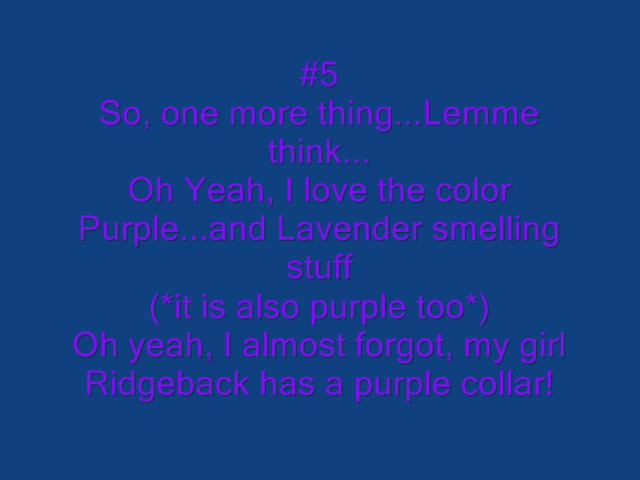 #5
So, one more thing...Lemme
think...
Oh Yeah, I love the color
Purple...and Lavender smelling
stuff
(*it is also purple too*)
Oh yeah, I almost forgot, my girl
Ridgeback has a purple collar!